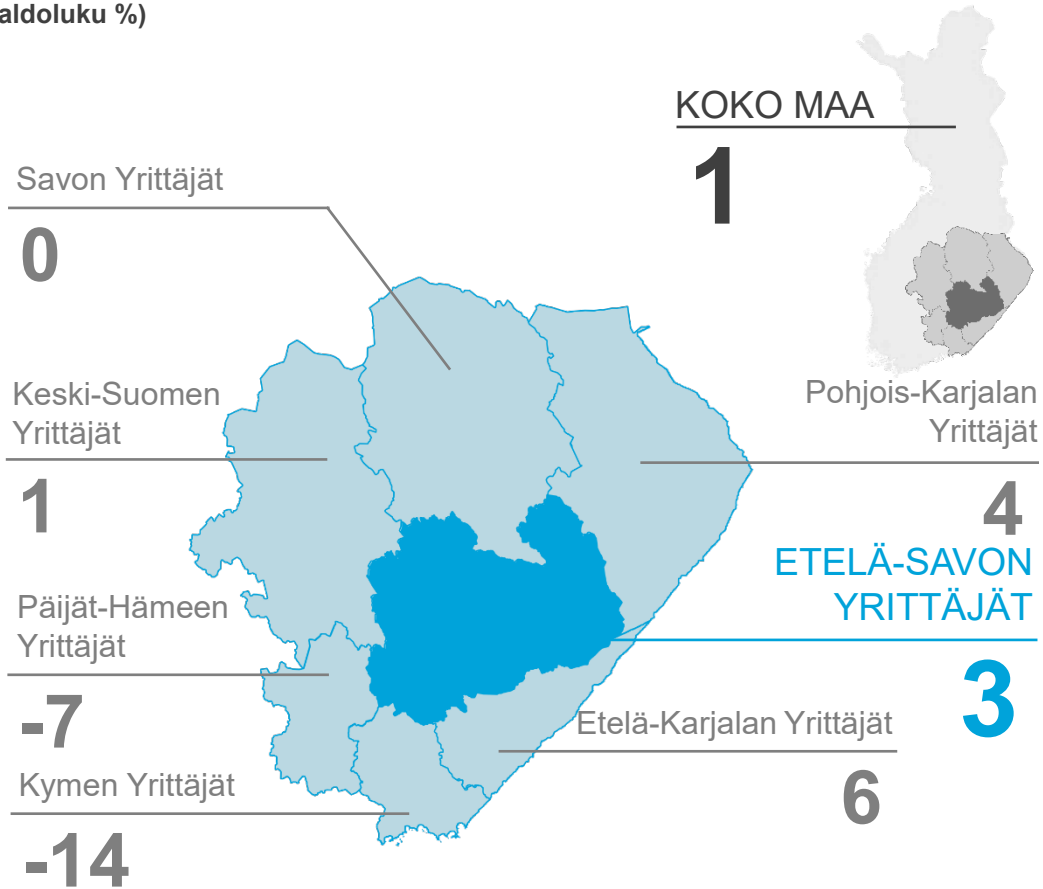 aldoluku %)
KOKO MAA
1
Savon Yrittäjät
0
Keski-Suomen
Yrittäjät
1
Pohjois-Karjalan
Yrittäjät
4
ETELÄ-SAVON
YRITTÄJÄT
3
Päijät-Hämeen
Yrittäjät
-7
Etelä-Karjalan Yrittäjät
6
Kymen Yrittäjät
-14